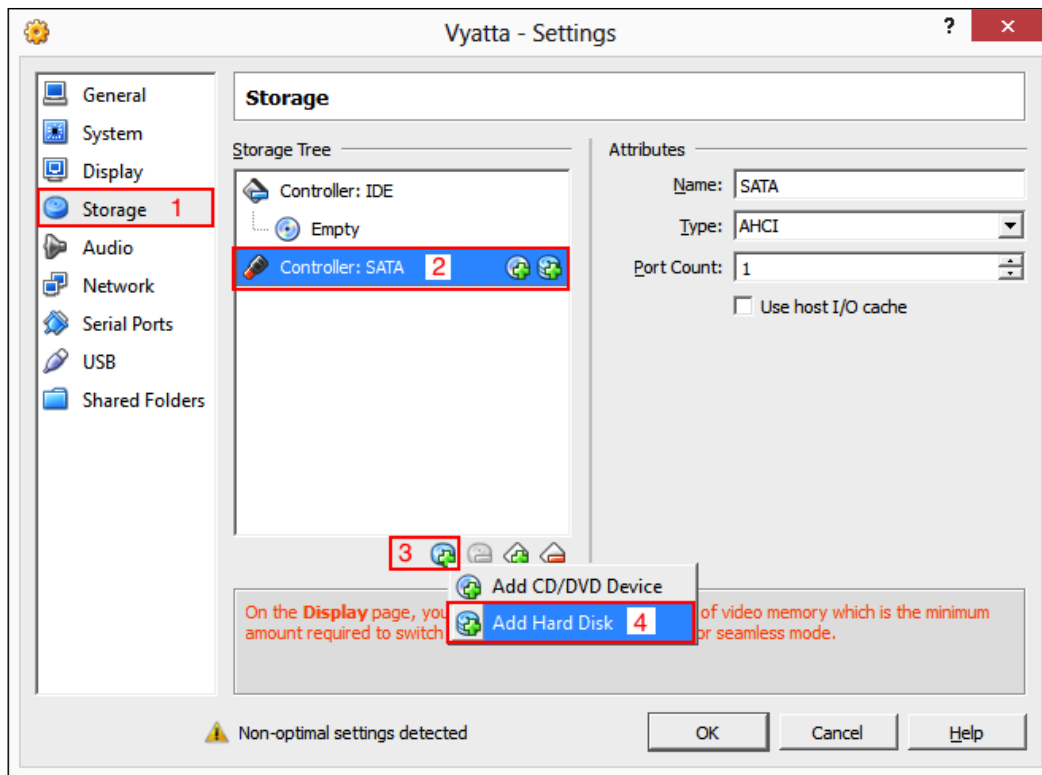 Vyatta - Settings
?
General
System
Display
Storage 1
Audio
Network
Serial Ports
USB
Shared Folders
Storage
Storage Tree
Controller: IDE
Empty
Controller: SATA 2
3
Add CD/DVD Device
Add Hard Disk 4
Attributes
Name: SATA
Type: AHCI
Port Count: 1
Use host I/O cache
On the Display page, you of video memory which is the minimum
amount required to switch or seamless mode.
Non-optimal settings detected
OK
Cancel
Help